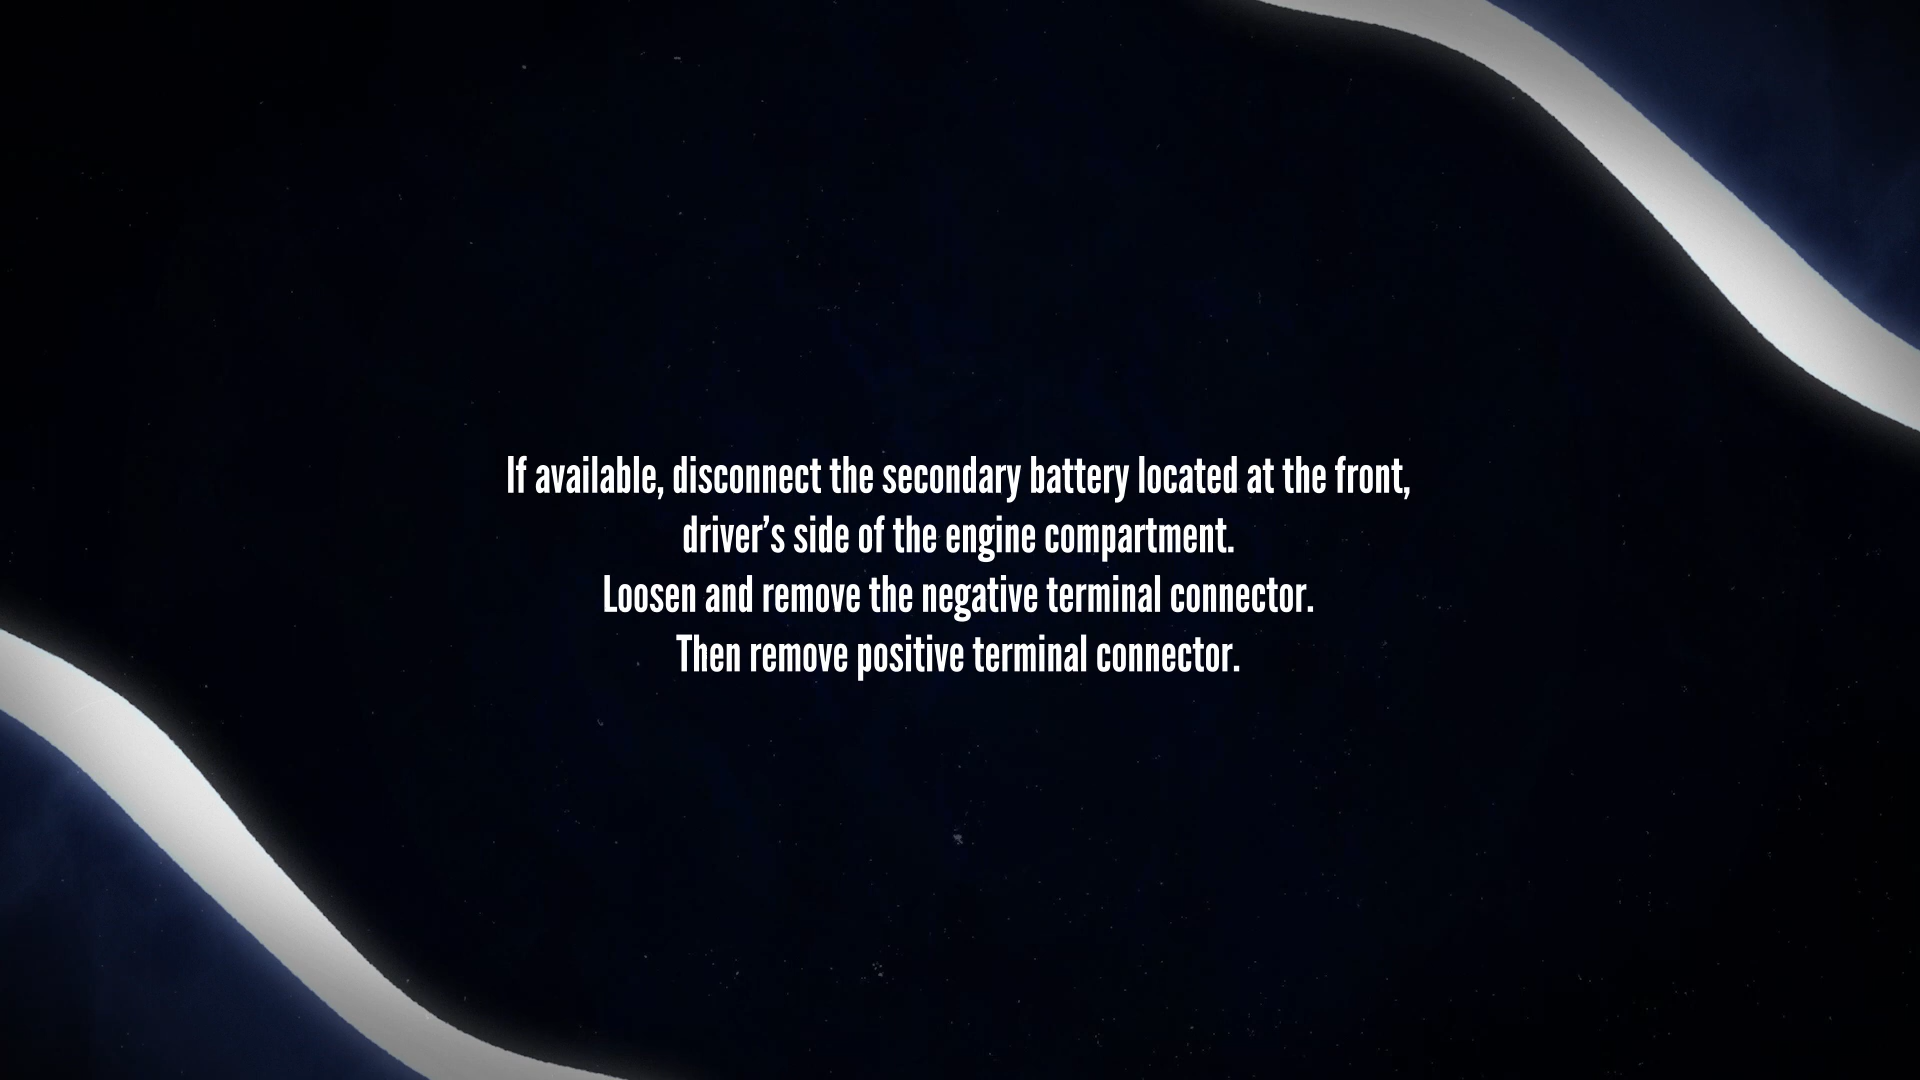 If available, disconnect the secondary battery located at the front,
driver’s side of the engine compartment.
Loosen and remove the negative terminal connector.
Then remove positive terminal connector.